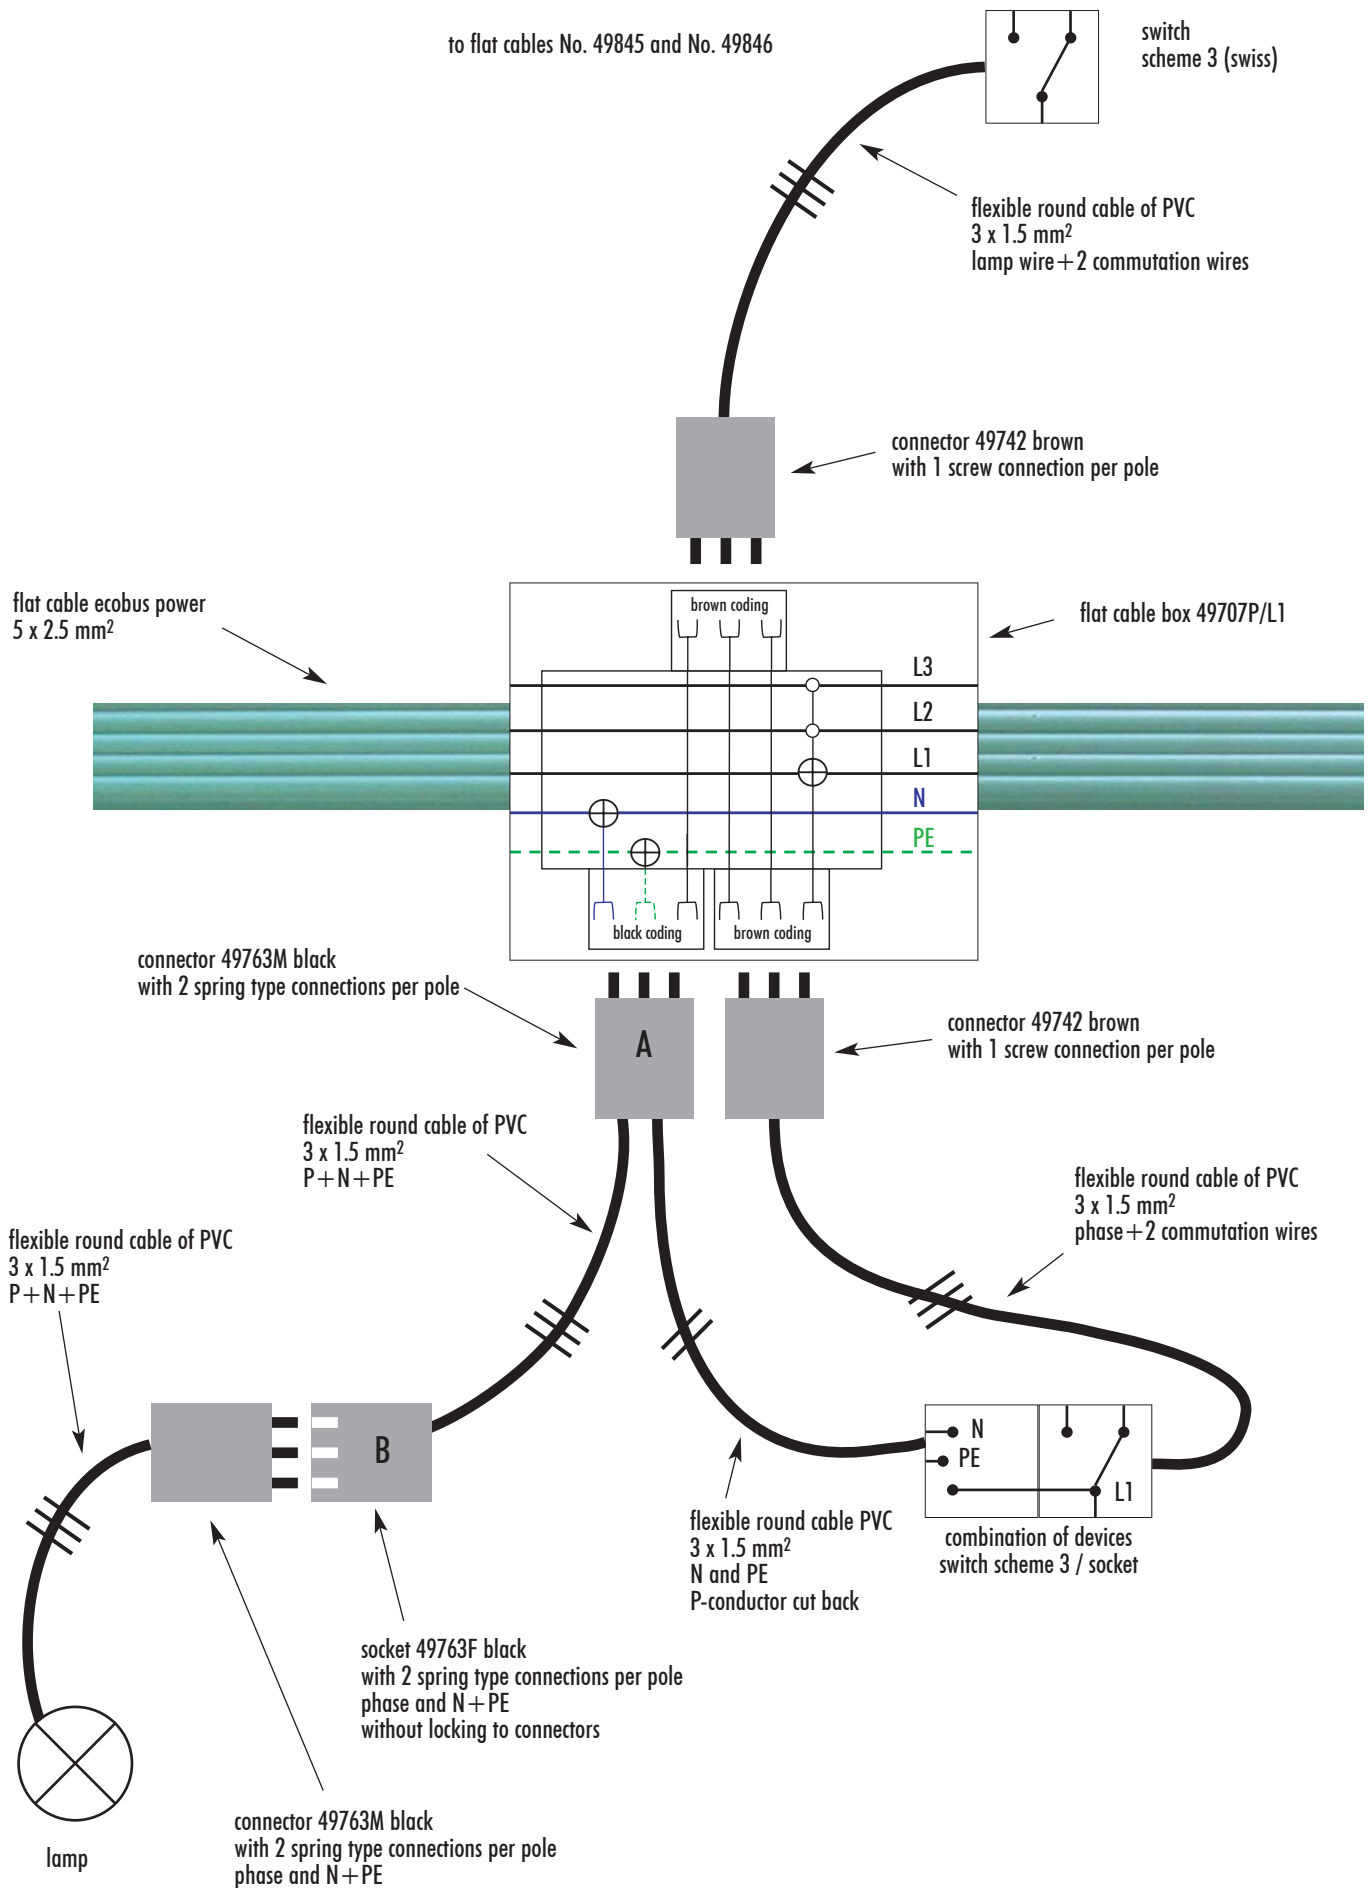 to flat cables No. 49845 and No. 49846
switch
scheme 3 (swiss)
flexible round cable of PVC
3 x 1.5 mm²
lamp wire+2 commutation wires
connector 49742 brown
with 1 screw connection per pole
flat cable ecobus power
5 x 2.5 mm²
brown coding
flat cable box 49707P/L1
L3
L2
L1
N
PE
black coding
brown coding
connector 49763M black
with 2 spring type connections per pole
A
connector 49742 brown
with 1 screw connection per pole
flexible round cable of PVC
3 x 1.5 mm²
P+N+PE
flexible round cable of PVC
3 x 1.5 mm²
phase+2 commutation wires
flexible round cable of PVC
3 x 1.5 mm²
P+N+PE
B
N
PE
L1
combination of devices
switch scheme 3 / socket
flexible round cable PVC
3 x 1.5 mm²
N and PE
P-conductor cut back
socket 49763F black
with 2 spring type connections per pole
phase and N+PE
without locking to connectors
connector 49763M black
with 2 spring type connections per pole
phase and N+PE
lamp